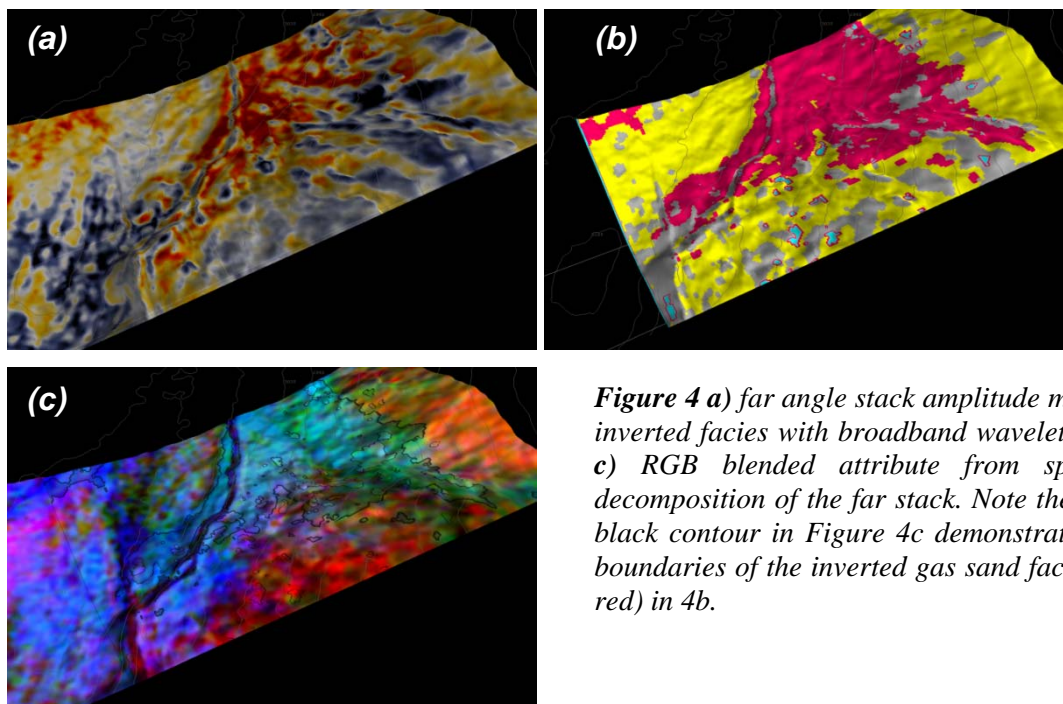 (a)
(b)
(c)
Figure 4 a) far angle stack amplitude m
inverted facies with broadband wavelet
c) RGB blended attribute from sp
decomposition of the far stack. Note tha
black contour in Figure 4c demonstrat
boundaries of the inverted gas sand fac
red) in 4b.